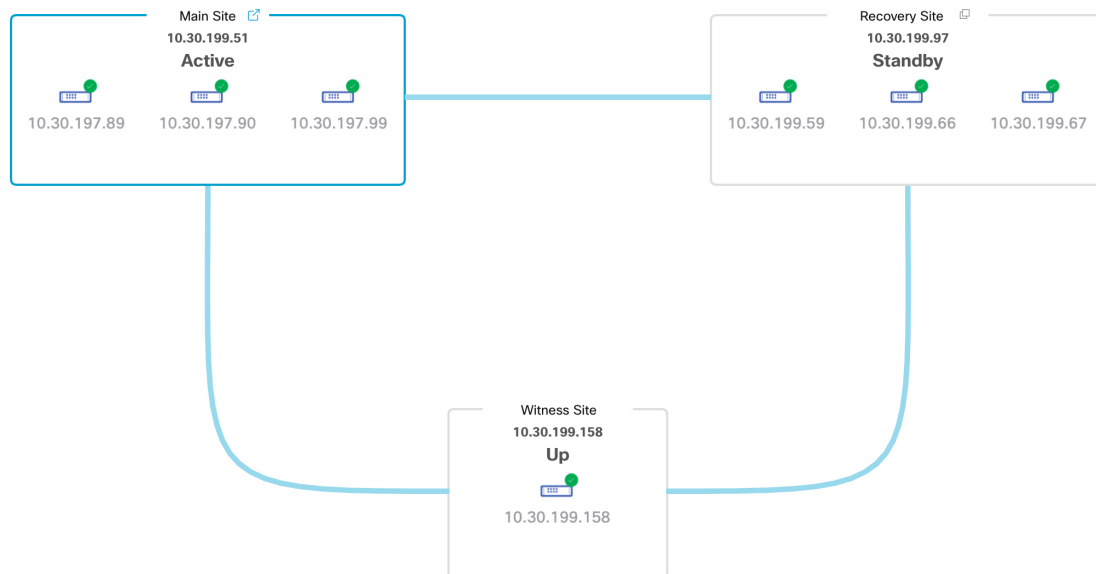 Main Site
10.30.199.51
Active
10.30.197.89 10.30.197.90 10.30.197.99
Recovery Site
10.30.199.97
Standby
10.30.199.59 10.30.199.66 10.30.199.67
Witness Site
10.30.199.158
Up
10.30.199.158